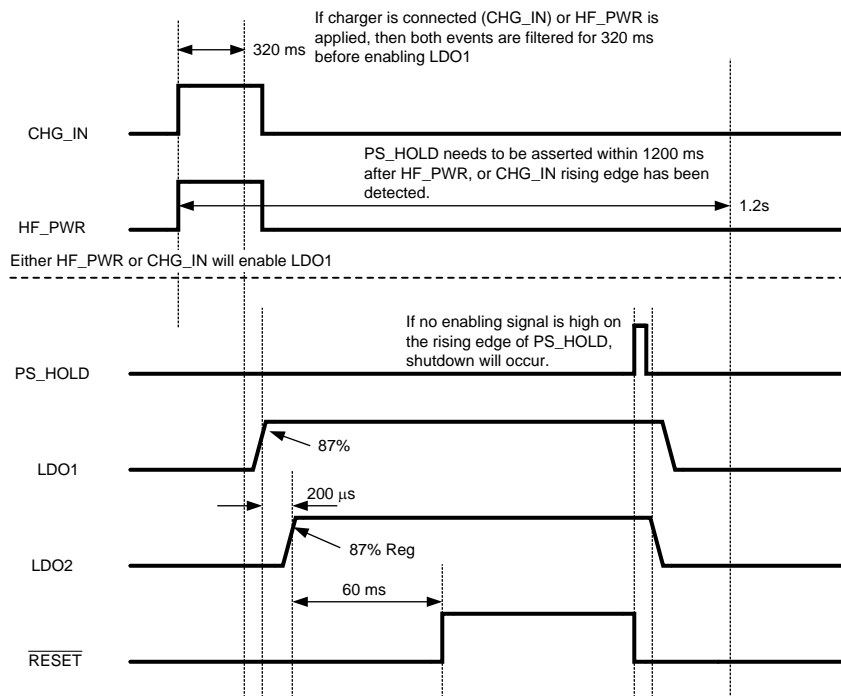 If charger is connected (CHG_IN) or HF_PWR is
applied, then both events are filtered for 320 ms
before enabling LDO1
320 ms
CHG_IN
PS_HOLD needs to be asserted within 1200 ms
after HF_PWR, or CHG_IN rising edge has been
detected.
1.2s
HF_PWR
Either HF_PWR or CHG_IN will enable LDO1
If no enabling signal is high on
the rising edge of PS_HOLD,
shutdown will occur.
PS_HOLD
87%
LDO1
200 μs
87% Reg
LDO2
60 ms
RESET